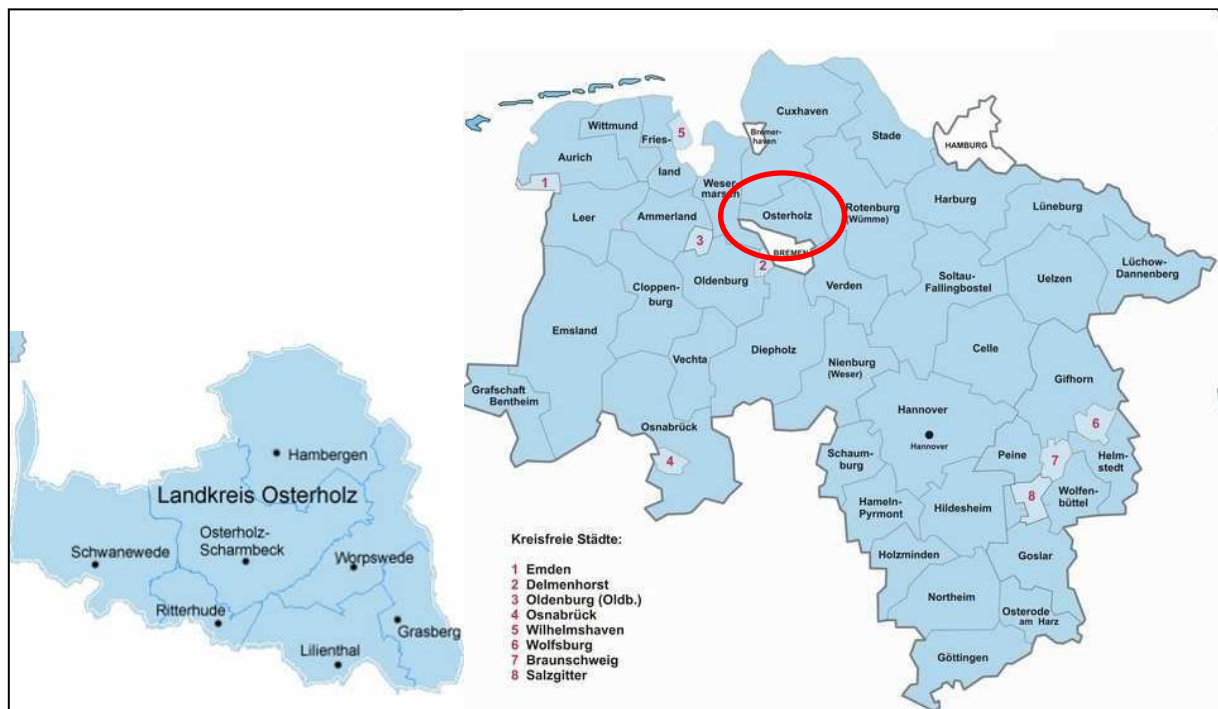 Hambergen
Landkreis Osterholz
Osterholz-
Scharmbeck
Schwanewede
Worpswede
Ritterhude
Grasberg
Lilienthal
Cuxhaven
Wittmund
5
Bremer-
haven
Stade
HAMBURG
Fries-
land
Aurich
1
Weser-
marsch
Osterholz
Rotenburg
(Wümme)
Harburg
Lüneburg
Leer
Ammerland
3
BREMEN
2
Oldenburg
Lüchow-
Dannenberg
Soltau-
Fallingbostel
Uelzen
Verden
Cloppen-
burg
Emsland
Vechta
Diepholz
Nienburg
(Weser)
Celle
Gifhorn
Grafschaft
Bentheim
Osnabrück
4
Hannover
Hannover
6
Schaum-
burg
Peine
7
Helm-
stedt
8
Wolfen-
büttel
Hameln-
Pyrmont
Hildesheim
Holzminden
Goslar
Northeim
Osterode
am Harz
Göttingen
Kreisfreie Städte:
1 Emden
2 Delmenhorst
3 Oldenburg (Oldb.)
4 Osnabrück
5 Wilhelmshaven
6 Wolfsburg
7 Braunschweig
8 Salzgitter